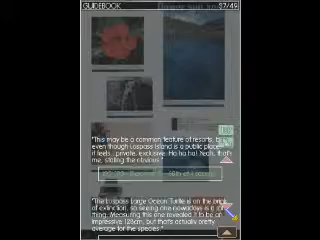 GUIDEBOOK
37/49
"This may be a common feature of resorts, but
even though Lospass Island is a public place
it feels...private, exclusive. Ha ha ha! Yeah, that's
me, stating the obvious."
"The Lospass Large Ocean Turtle is on the brink
of extinction, so seeing one nowadays is a rare
thing. Measuring this one revealed it to be an
impressive 128cm, but that's actually pretty
average for the species."